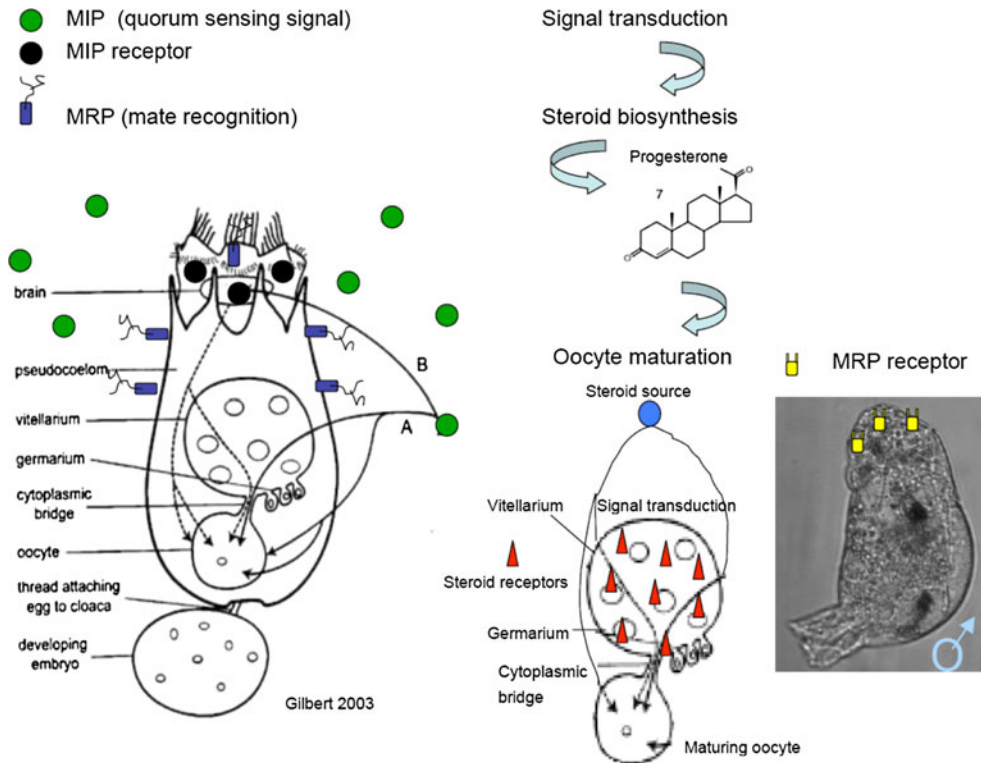 MIP (quorum sensing signal)
MIP receptor
MRP (mate recognition)
brain
pseudocoelom
vitellarium
germarium
cytoplasmic
bridge
oocyte
thread attaching
egg to cloaca
developing
embryo
B
A
Gilbert 2003
Signal transduction
Steroid biosynthesis
Progesterone
7
O
O
Oocyte maturation
Steroid source
Vitellarium
Signal transduction
Steroid receptors
Germarium
Cytoplasmic
bridge
Maturing oocyte
MRP receptor